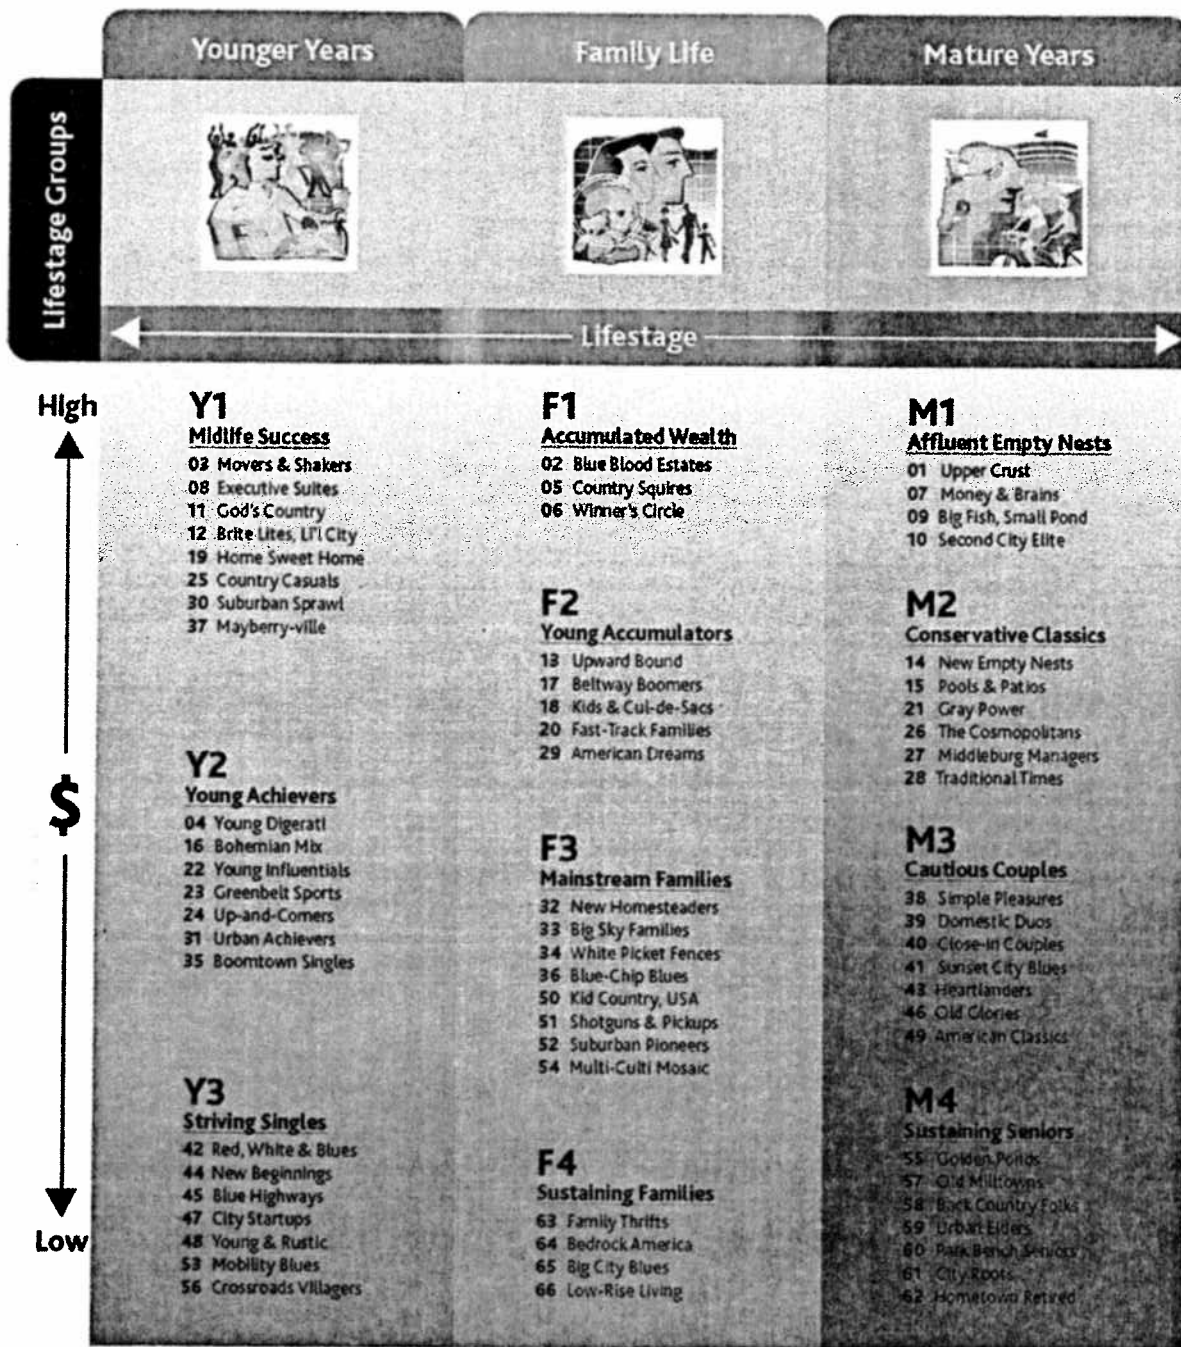 Younger Years
Family Life
Mature Years
Lifestage Groups
Lifestage
High
$
Low
Y1
Midlife Success
03 Movers & Shakers
08 Executive Suites
11 God's Country
12 Brite Lites, Li'l City
19 Home Sweet Home
25 Country Casuals
30 Suburban Sprawl
37 Mayberry-ville
Y2
Young Achievers
04 Young Digerati
16 Bohemian Mix
22 Young Influentials
23 Greenbelt Sports
24 Up-and-Comers
31 Urban Achievers
35 Boomtown Singles
Y3
Striving Singles
42 Red, White & Blues
44 New Beginnings
45 Blue Highways
47 City Startups
48 Young & Rustic
53 Mobility Blues
56 Crossroads Villagers
F1
Accumulated Wealth
02 Blue Blood Estates
05 Country Squires
06 Winner's Circle
F2
Young Accumulators
13 Upward Bound
17 Beltway Boomers
18 Kids & Cul-de-Sacs
20 Fast-Track Families
29 American Dreams
F3
Mainstream Families
32 New Homesteaders
33 Big Sky Families
34 White Picket Fences
36 Blue-Chip Blues
50 Kid Country, USA
51 Shotguns & Pickups
52 Suburban Pioneers
54 Multi-Culti Mosaic
F4
Sustaining Families
63 Family Thrifts
64 Bedrock America
65 Big City Blues
66 Low-Rise Living
M1
Affluent Empty Nests
01 Upper Crust
07 Money & Brains
09 Big Fish, Small Pond
10 Second City Elite
M2
Conservative Classics
14 New Empty Nests
15 Pools & Patios
21 Gray Power
26 The Cosmopolitans
27 Middleburg Managers
28 Traditional Times
M3
Cautious Couples
38 Simple Pleasures
39 Domestic Duos
40 Close-in Couples
41 Sunset City Blues
43 Heartlanders
46 Old Glories
49 American Classics
M4
Sustaining Seniors
55 Golden Ponds
57 Old Milltowns
58 Back Country Folks
59 Urban Elders
60 Park Bench Seniors
61 City Roots
62 Hometown Retired